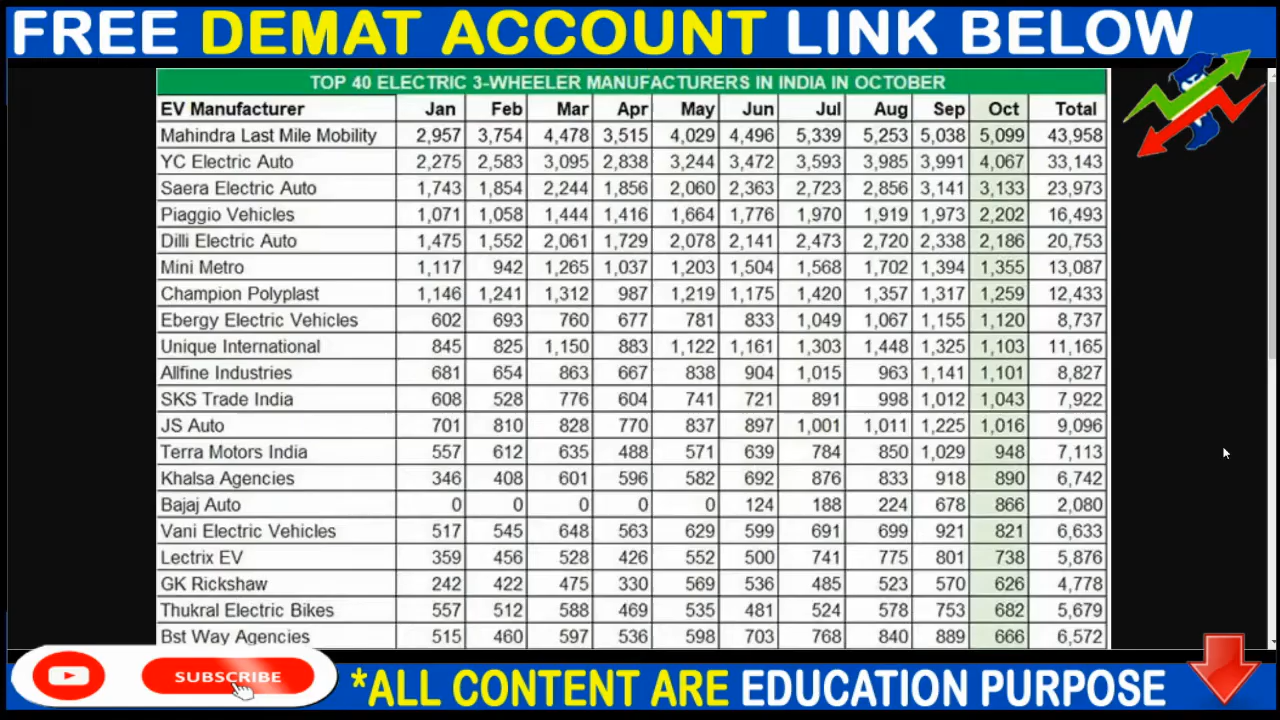 FREE DEMAT ACCOUNT LINK BELOW
TOP 40 ELECTRIC 3-WHEELER MANUFACTURERS IN INDIA IN OCTOBER
EV Manufacturer Jan Feb Mar Apr May Jun Jul Aug Sep Oct Total
Mahindra Last Mile Mobility 2,957 3,754 4,478 3,515 4,029 4,496 5,339 5,253 5,038 5,099 43,958
YC Electric Auto 2,275 2,583 3,095 2,838 3,244 3,472 3,593 3,985 3,991 4,067 33,143
Saera Electric Auto 1,743 1,854 2,244 1,856 2,060 2,363 2,723 2,856 3,141 3,133 23,973
Piaggio Vehicles 1,071 1,058 1,444 1,416 1,664 1,776 1,970 1,919 1,973 2,202 16,493
Dilli Electric Auto 1,475 1,552 2,061 1,729 2,078 2,141 2,473 2,720 2,338 2,186 20,753
Mini Metro 1,117 942 1,265 1,037 1,203 1,504 1,568 1,702 1,394 1,355 13,087
Champion Polyplast 1,146 1,241 1,312 987 1,219 1,175 1,420 1,357 1,317 1,259 12,433
Ebergy Electric Vehicles 602 693 760 677 781 833 1,049 1,067 1,155 1,120 8,737
Unique International 845 825 1,150 883 1,122 1,161 1,303 1,448 1,325 1,103 11,165
Allfine Industries 681 654 863 667 838 904 1,015 963 1,141 1,101 8,827
SKS Trade India 608 528 776 604 741 721 891 998 1,012 1,043 7,922
JS Auto 701 810 828 770 837 897 1,001 1,011 1,225 1,016 9,096
Terra Motors India 557 612 635 488 571 639 784 850 1,029 948 7,113
Khalsa Agencies 346 408 601 596 582 692 876 833 918 890 6,742
Bajaj Auto 0 0 0 0 0 124 188 224 678 866 2,080
Vani Electric Vehicles 517 545 648 563 629 599 691 699 921 821 6,633
Lectrix EV 359 456 528 426 552 500 741 775 801 738 5,876
GK Rickshaw 242 422 475 330 569 536 485 523 570 626 4,778
Thukral Electric Bikes 557 512 588 469 535 481 524 578 753 682 5,679
Bst Way Agencies 515 460 597 536 598 703 768 840 889 666 6,572
SUBSCRIBE
*ALL CONTENT ARE EDUCATION PURPOSE